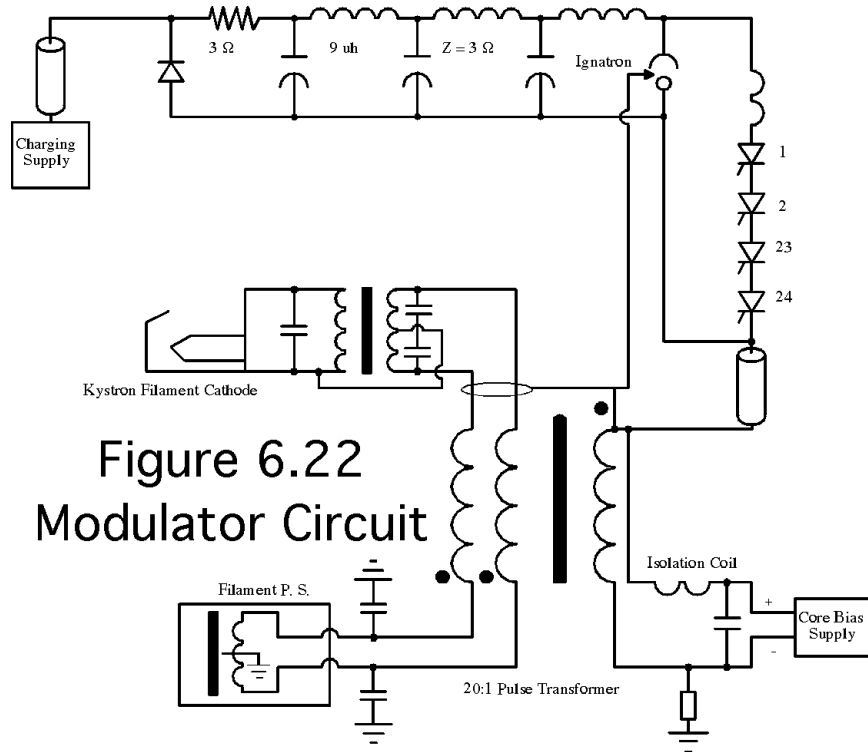 3 Ω
9 uh
Z = 3 Ω
Ignatron
Charging
Supply
1
2
23
24
Kystron Filament Cathode
Figure 6.22
Modulator Circuit
Isolation Coil
Filament P. S.
+
Core Bias
Supply
-
20:1 Pulse Transformer